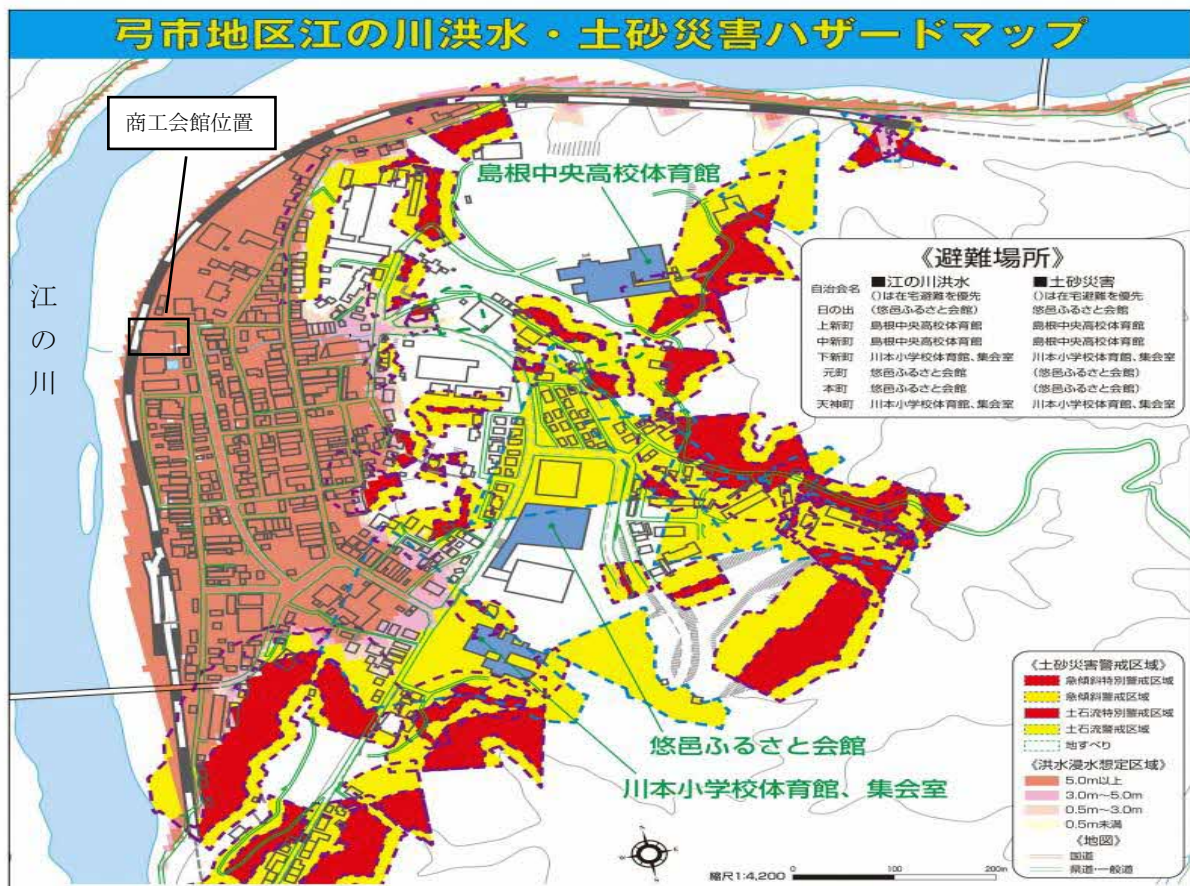 弓市地区江の川洪水・土砂災害ハザードマップ
商工会館位置
江の川
島根中央高校体育館
《避難場所》
自治会名 ■江の川洪水 ■土砂災害
()は在宅避難を優先 ()は在宅避難を優先
日の出 (悠邑ふるさと会館) 悠邑ふるさと会館
上新町 島根中央高校体育館 島根中央高校体育館
中新町 島根中央高校体育館 島根中央高校体育館
下新町 川本小学校体育館、集会室 川本小学校体育館、集会室
元町 悠邑ふるさと会館 (悠邑ふるさと会館)
本町 悠邑ふるさと会館 (悠邑ふるさと会館)
天神町 川本小学校体育館、集会室 川本小学校体育館、集会室
悠邑ふるさと会館
川本小学校体育館、集会室
《土砂災害警戒区域》
急傾斜特別警戒区域
急傾斜警戒区域
土石流特別警戒区域
土石流警戒区域
地すべり
《洪水浸水想定区域》
5.0m以上
3.0m〜5.0m
0.5m〜3.0m
0.5m未満
《地図》
国道
県道・一般道
縮尺1:4,200
0 100 200m